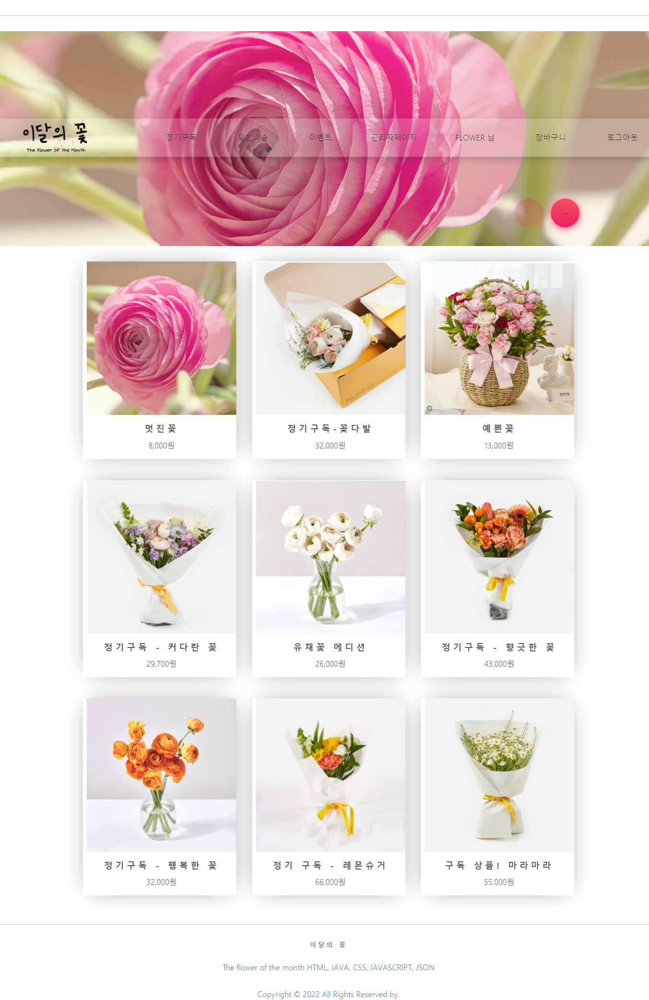 이달의 꽃
The Flower of the Month
정기구독 일반배송 이벤트 관리자페이지 FLOWER 님 장바구니 로그아웃
→
kukka
멋진꽃
8,000원
정기구독-꽃다발
32,000원
예쁜꽃
13,000원
정기구독 - 커다란 꽃
29,700원
유채꽃 에디션
26,000원
정기구독 - 향긋한 꽃
43,000원
정기구독 - 행복한 꽃
32,000원
정기 구독 - 레몬슈거
66,000원
구독 상품! 마라마라
55,000원
이달의 꽃
The flower of the month HTML, JAVA, CSS, JAVASCRIPT, JSON
Copyright © 2022 All Rights Reserved by.